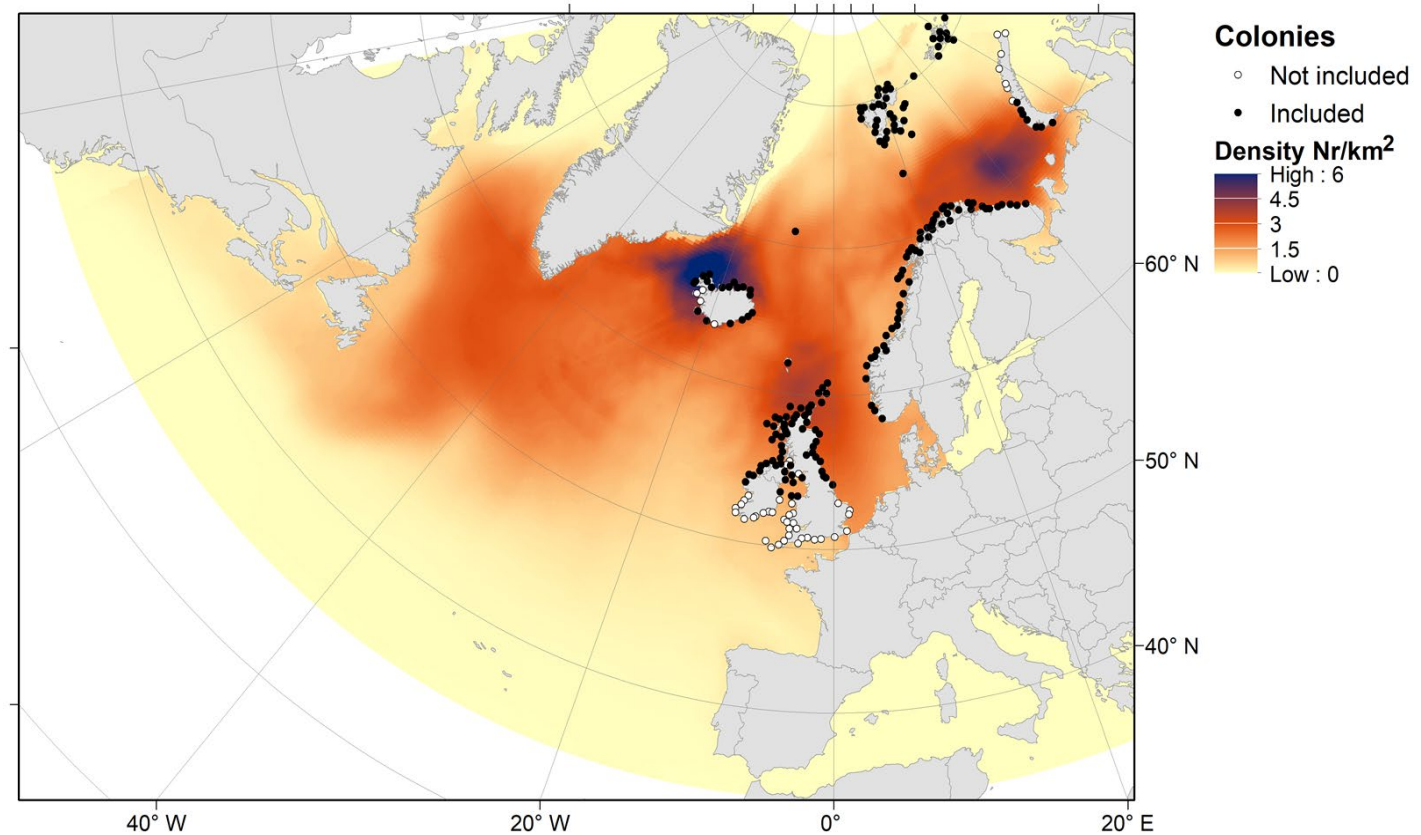 Colonies
Not included
Included
Density Nr/km²
High : 6
4.5
3
1.5
Low : 0
60° N
50° N
40° N
40° W
20° W
0°
20° E